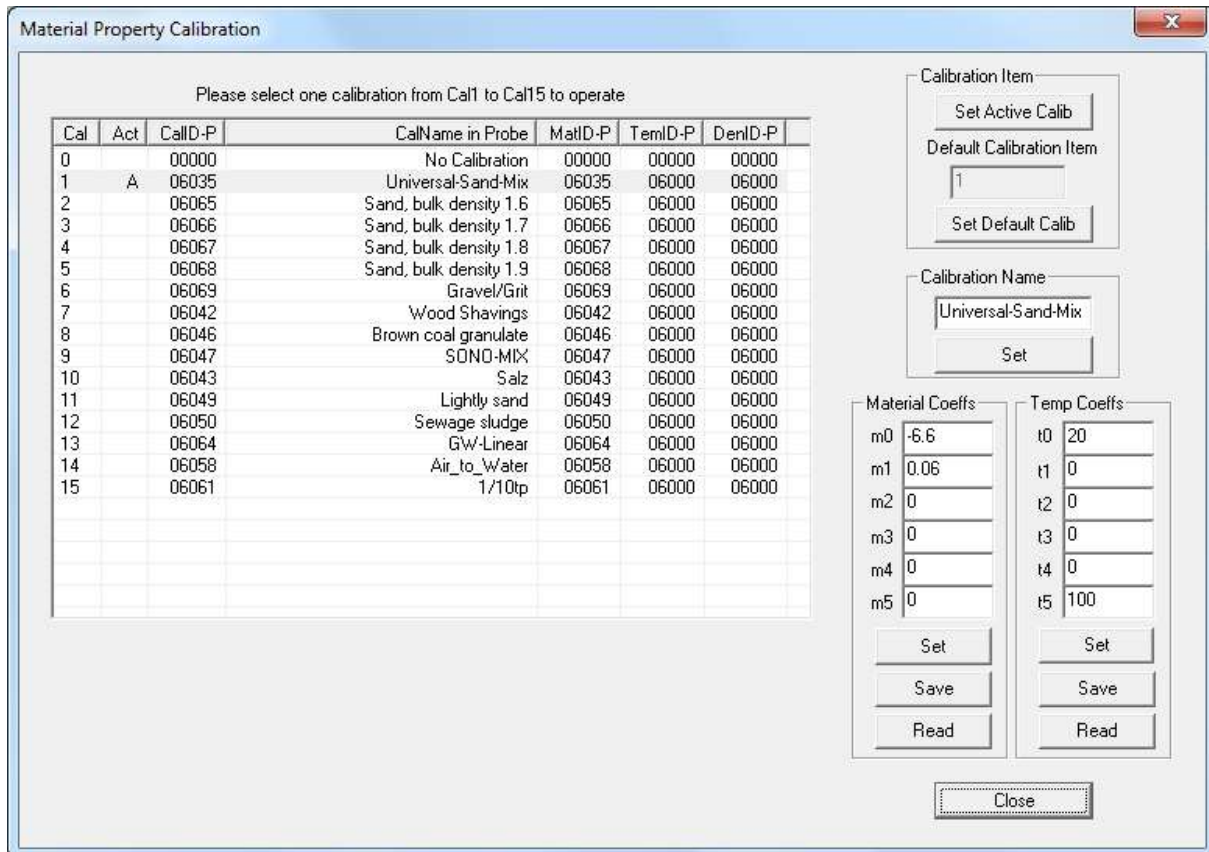 Material Property Calibration
X
Please select one calibration from Cal1 to Cal15 to operate
Cal Act CalID-P CalName in Probe MatID-P TemID-P DenID-P
0 00000 No Calibration 00000 00000 00000
1 A 06035 Universal-Sand-Mix 06035 06000 06000
2 06065 Sand, bulk density 1.6 06065 06000 06000
3 06066 Sand, bulk density 1.7 06066 06000 06000
4 06067 Sand, bulk density 1.8 06067 06000 06000
5 06068 Sand, bulk density 1.9 06068 06000 06000
6 06069 Gravel/Grit 06069 06000 06000
7 06042 Wood Shavings 06042 06000 06000
8 06046 Brown coal granulate 06046 06000 06000
9 06047 SONO-MIX 06047 06000 06000
10 06043 Salz 06043 06000 06000
11 06049 Lightly sand 06049 06000 06000
12 06050 Sewage sludge 06050 06000 06000
13 06064 GW-Linear 06064 06000 06000
14 06058 Air_to_Water 06058 06000 06000
15 06061 1/10tp 06061 06000 06000
Calibration Item
Set Active Calib
Default Calibration Item
1
Set Default Calib
Calibration Name
Universal-Sand-Mix
Set
Material Coeffs
m0 -6.6
m1 0.06
m2 0
m3 0
m4 0
m5 0
Set
Save
Read
Temp Coeffs
t0 20
t1 0
t2 0
t3 0
t4 0
t5 100
Set
Save
Read
Close